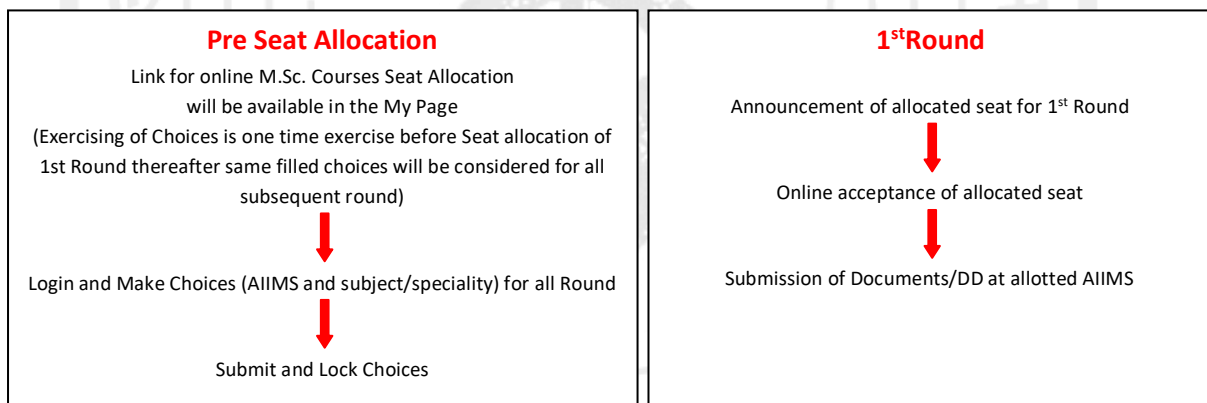 Pre Seat Allocation
Link for online M.Sc. Courses Seat Allocation
will be available in the My Page
(Exercising of Choices is one time exercise before Seat allocation of
1st Round thereafter same filled choices will be considered for all
subsequent round)
Login and Make Choices (AIIMS and subject/speciality) for all Round
Submit and Lock Choices
1stRound
Announcement of allocated seat for 1st Round
Online acceptance of allocated seat
Submission of Documents/DD at allotted AIIMS